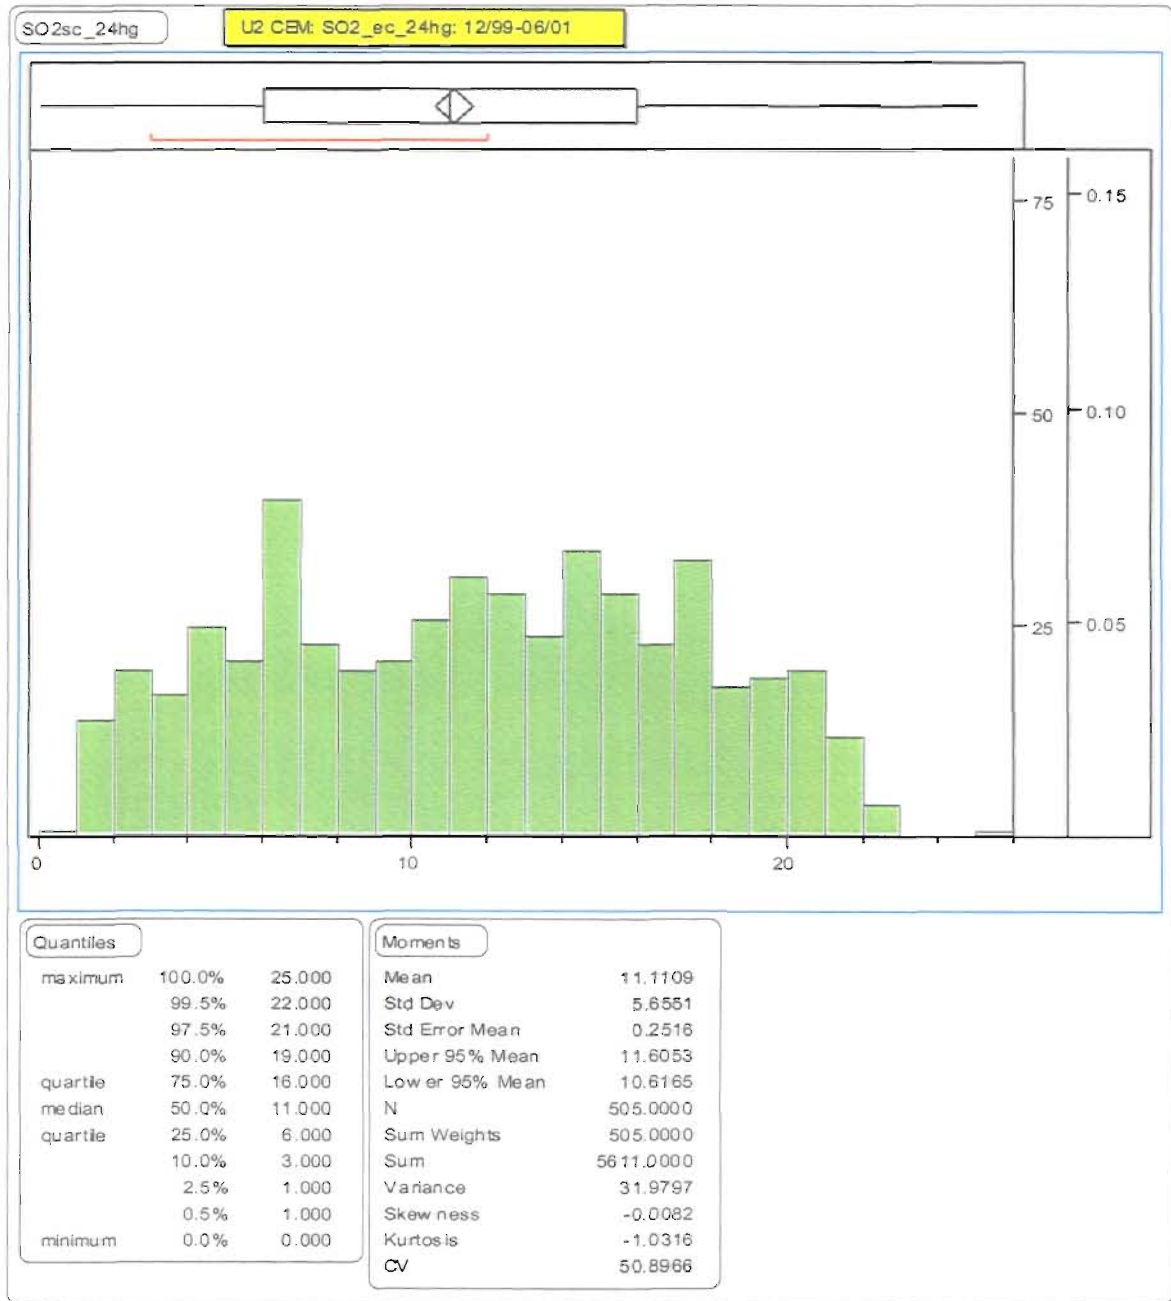 SO2sc_24hg
U2 CEM: SO2_ec_24hg: 12/99-06/01
75
0.15
50
0.10
25
0.05
0
10
20
Quantiles
maximum 100.0% 25.000
99.5% 22.000
97.5% 21.000
90.0% 19.000
quartile 75.0% 16.000
median 50.0% 11.000
quartile 25.0% 6.000
10.0% 3.000
2.5% 1.000
0.5% 1.000
minimum 0.0% 0.000
Moments
Mean 11.1109
Std Dev 5.6551
Std Error Mean 0.2516
Upper 95% Mean 11.6053
Lower 95% Mean 10.6165
N 505.0000
Sum Weights 505.0000
Sum 5611.0000
Variance 31.9797
Skewness -0.0082
Kurtosis -1.0316
CV 50.8966